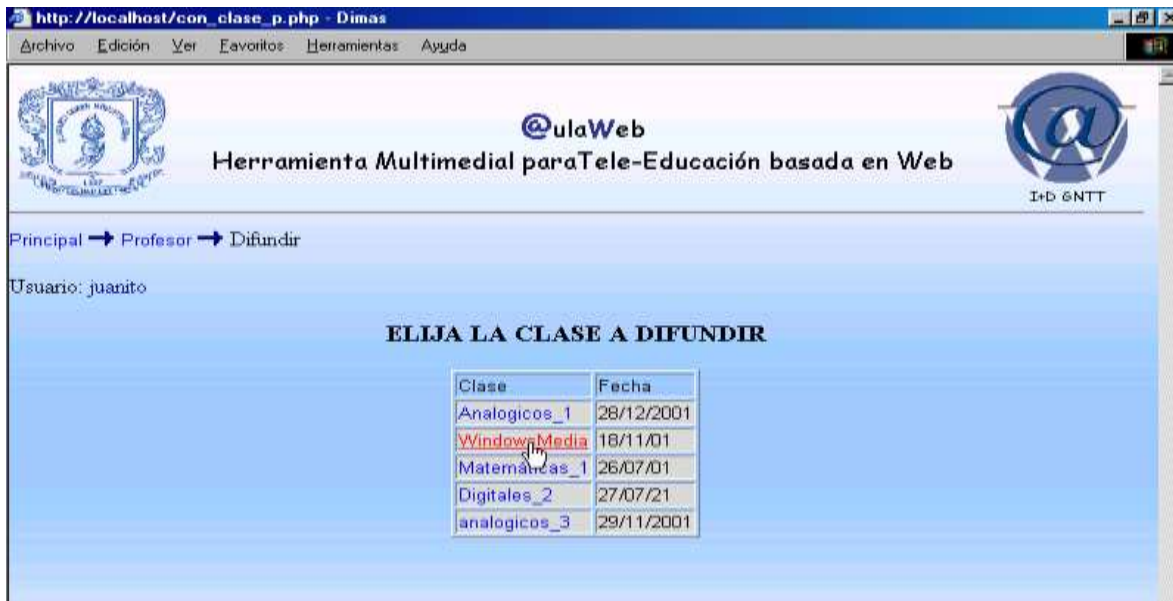 http://localhost/con_clase_p.php - Dimas
Archivo Edición Ver Favoritos Herramientas Ayuda
@ulaWeb
Herramienta Multimedial paraTele-Educación basada en Web
I+D GNTT
Principal Profesor Difundir
Usuario: juanito
ELIJA LA CLASE A DIFUNDIR
Clase Fecha
Analogicos_1 28/12/2001
WindowsMedia 18/11/01
Matemáticas_1 26/07/01
Digitales_2 27/07/21
analogicos_3 29/11/2001